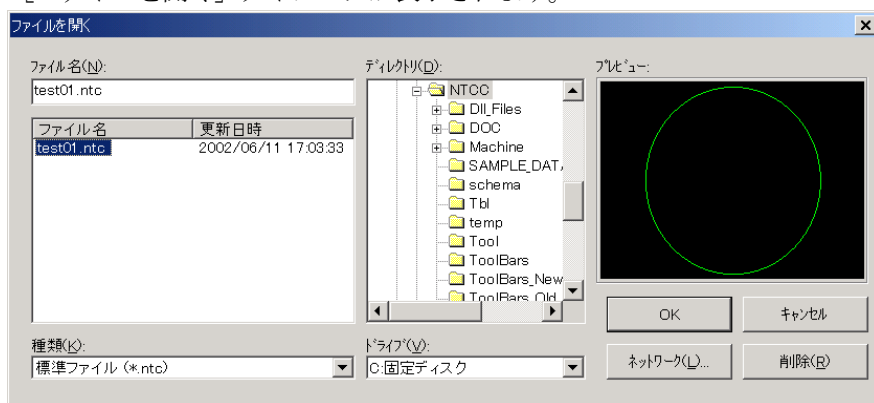 ファイルを開く
ファイル名(N):
test01.ntc
ファイル名 更新日時
test01.ntc 2002/06/11 17:03:33
種類(K):
標準ファイル (*.ntc)
ディレクトリ(D):
NTCC
Dll_Files
DOC
Machine
SAMPLE_DAT
schema
Tbl
temp
Tool
ToolBars
ToolBars_New
ToolBars_Old
ドライブ(V):
C:固定ディスク
プレビュー:
OK
キャンセル
ネットワーク(L)...
削除(R)